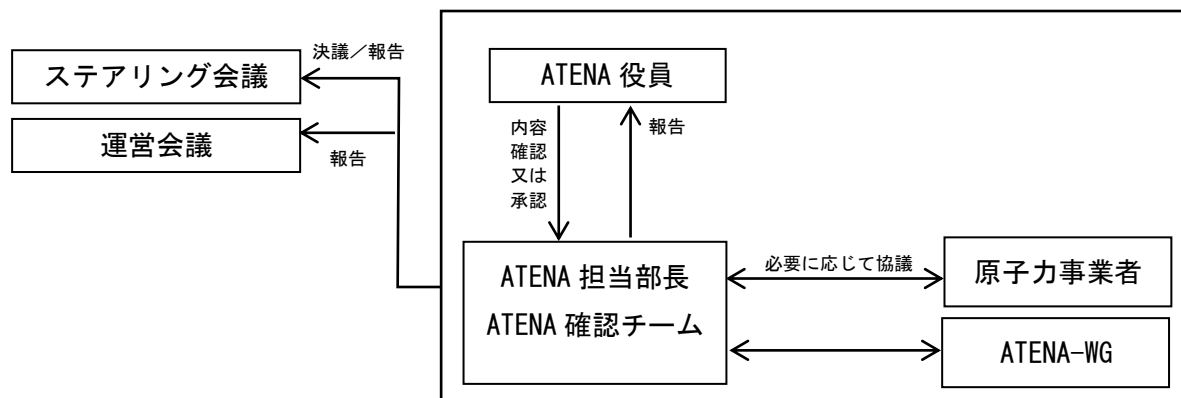 決議／報告
ステアリング会議
運営会議
報告
ATENA 役員
内容
確認
又は
承認
報告
ATENA 担当部長
ATENA 確認チーム
必要に応じて協議
原子力事業者
ATENA-WG